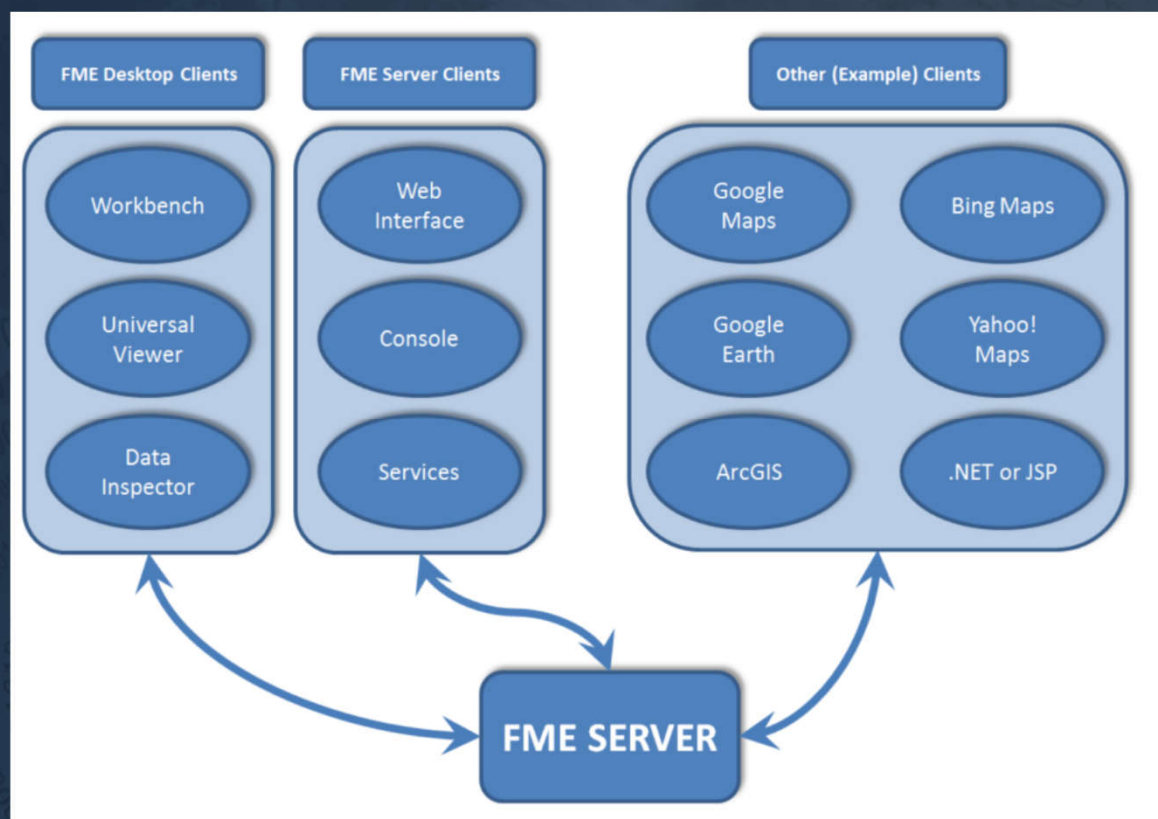 FME Desktop Clients
FME Server Clients
Other (Example) Clients
Workbench
Universal
Viewer
Data
Inspector
Web
Interface
Console
Services
Google
Maps
Bing Maps
Google
Earth
Yahoo!
Maps
ArcGIS
.NET or JSP
FME SERVER